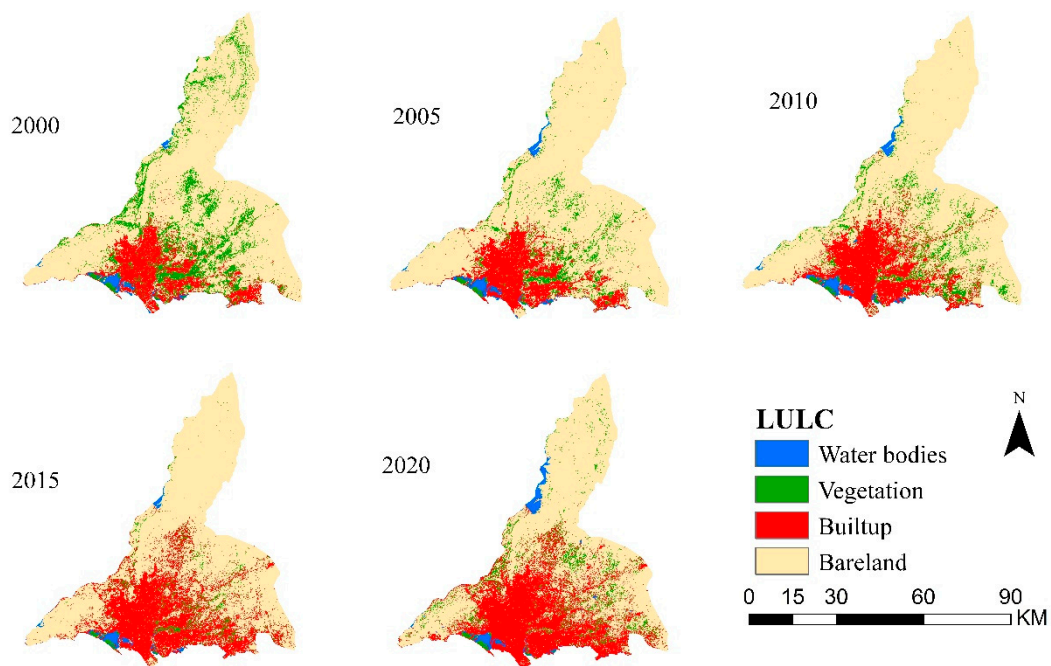 2000
2005
2010
2015
2020
N
LULC
Water bodies
Vegetation
Builtup
Bareland
0 15 30 60 90
KM